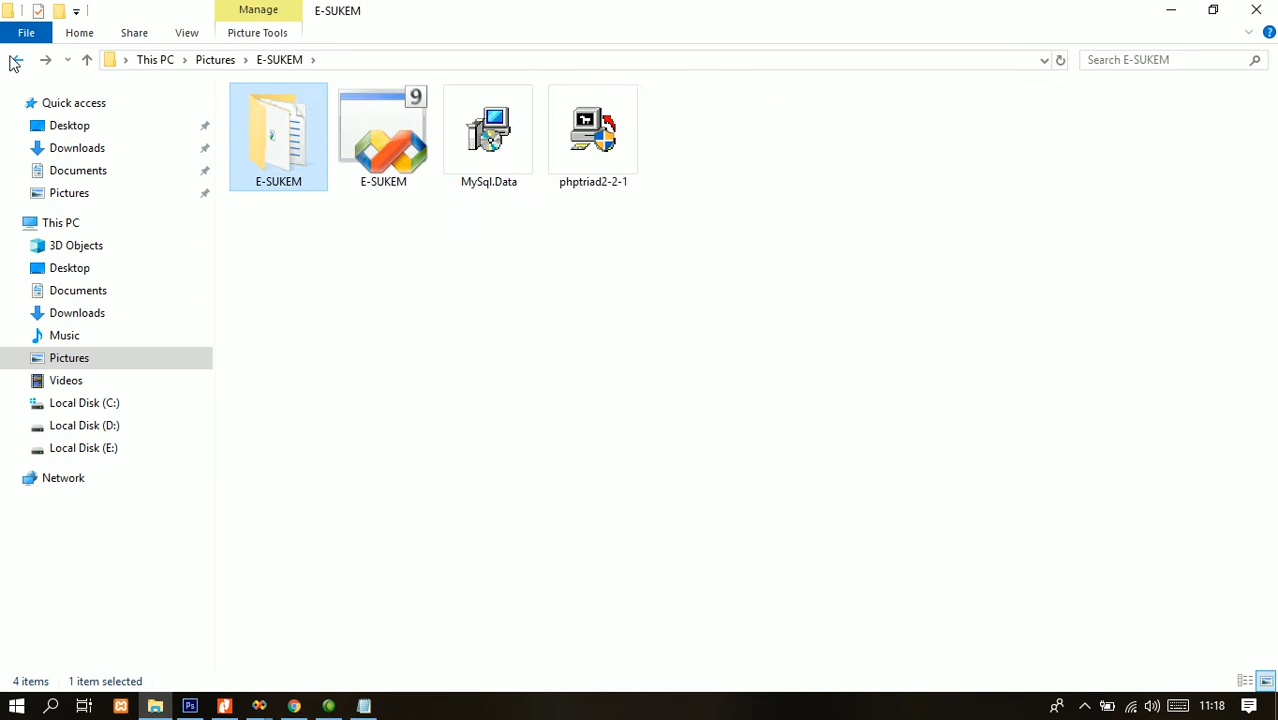 Manage
E-SUKEM
File
Home
Share
View
Picture Tools
This PC
Pictures
E-SUKEM
Search E-SUKEM
Quick access
Desktop
Downloads
Documents
Pictures
This PC
3D Objects
Desktop
Documents
Downloads
Music
Pictures
Videos
Local Disk (C:)
Local Disk (D:)
Local Disk (E:)
Network
E-SUKEM
9
E-SUKEM
MySql.Data
phptriad2-2-1
4 items
1 item selected
Ps
11:18